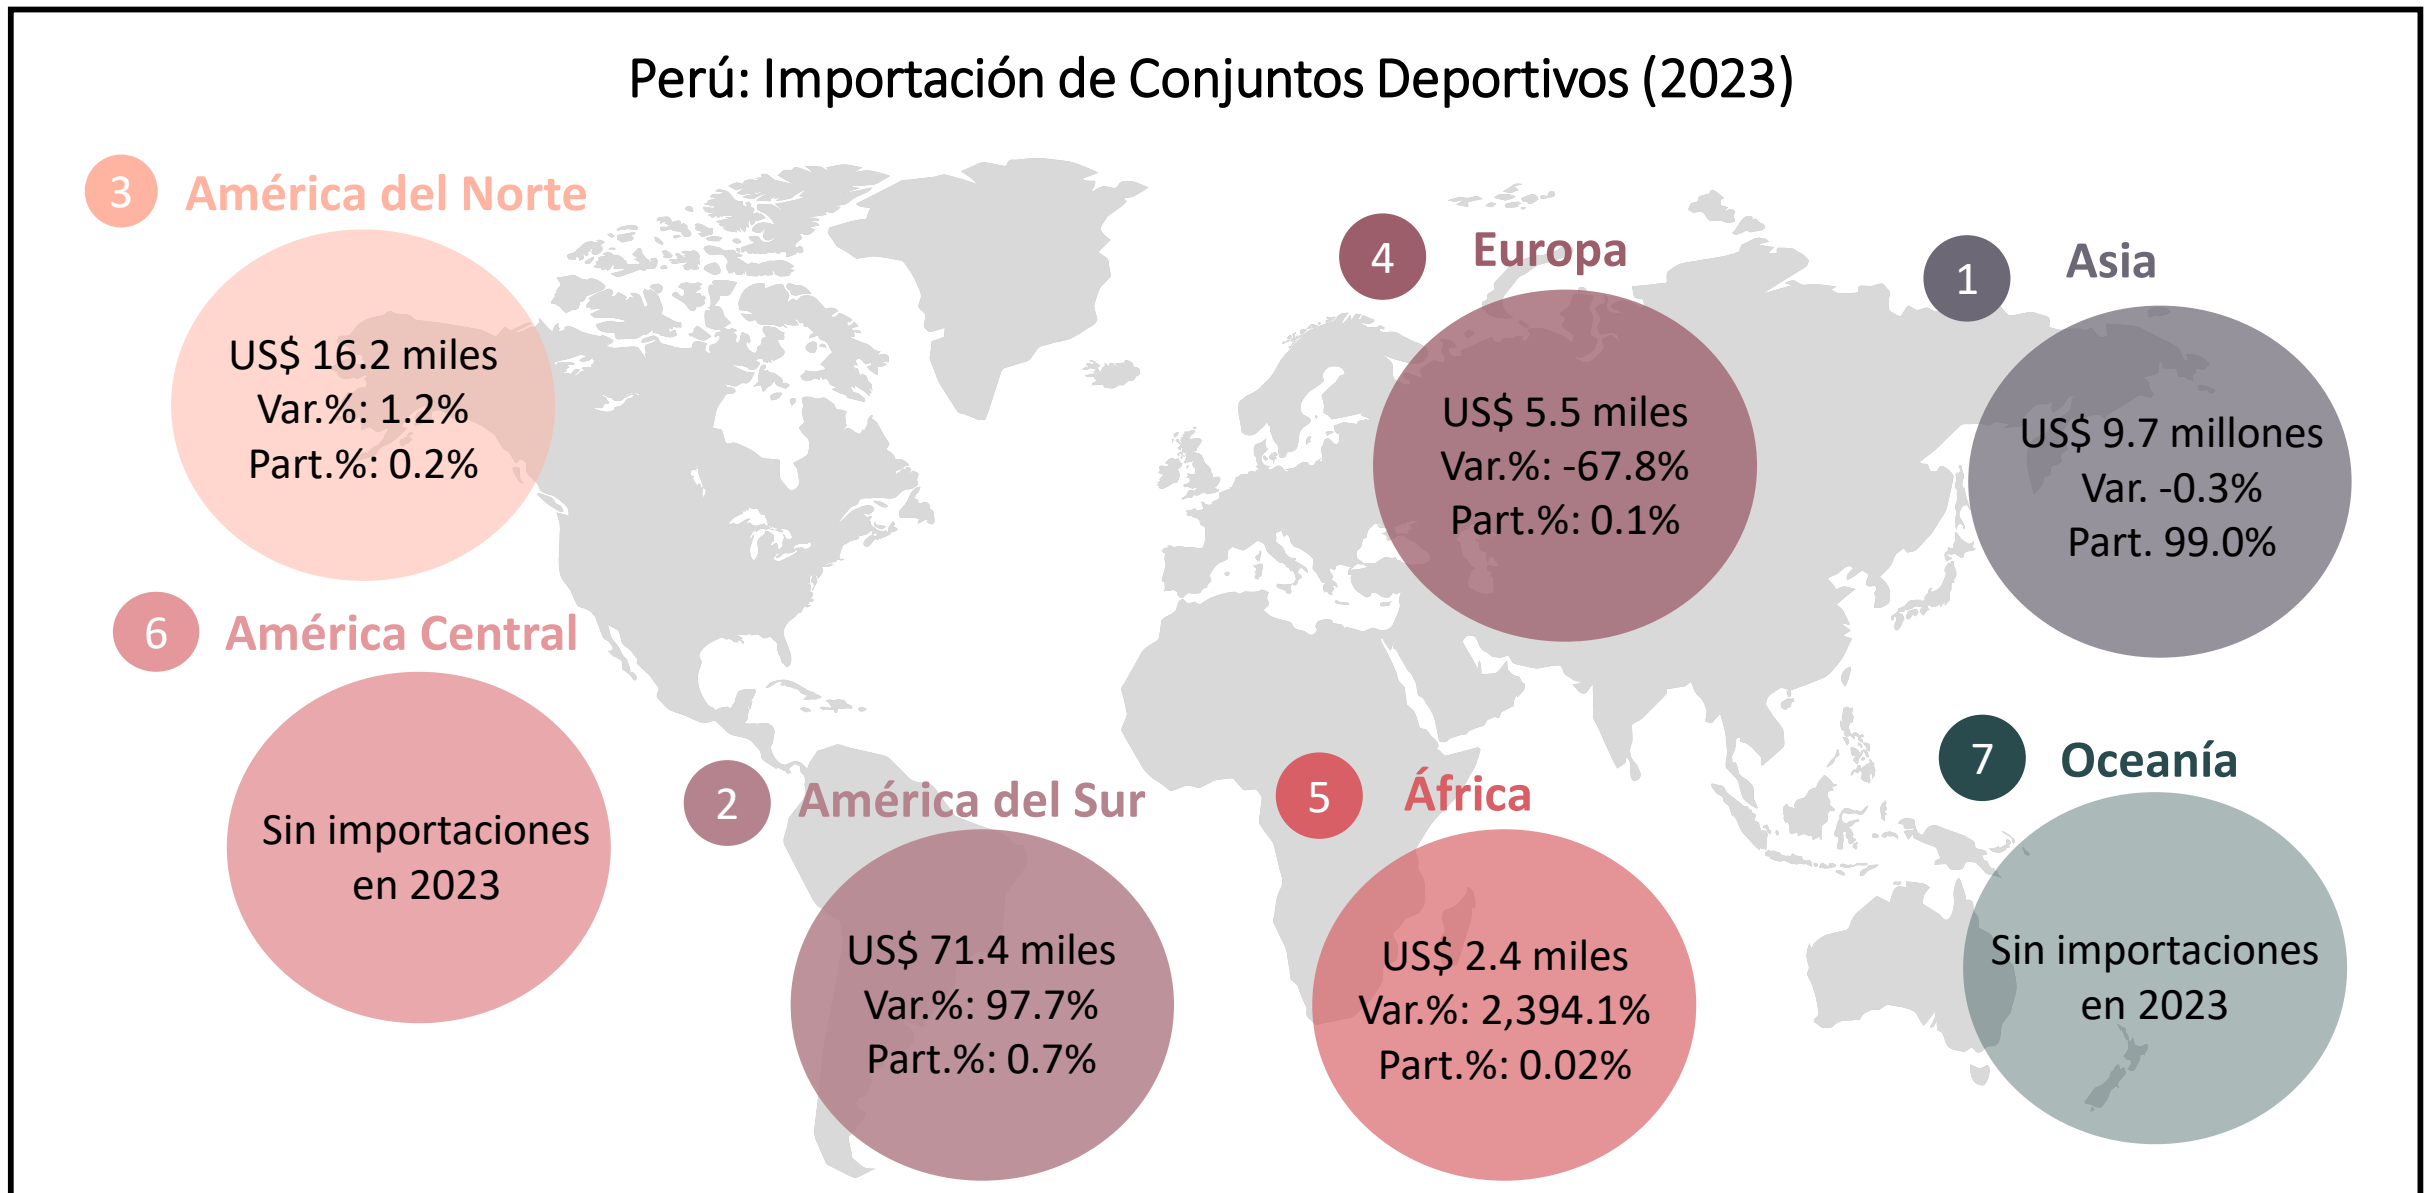 Perú: Importación de Conjuntos Deportivos (2023)
3 América del Norte
US$ 16.2 miles
Var.%: 1.2%
Part.%: 0.2%
4 Europa
US$ 5.5 miles
Var.%: -67.8%
Part.%: 0.1%
1 Asia
US$ 9.7 millones
Var. -0.3%
Part. 99.0%
6 América Central
Sin importaciones
en 2023
2 América del Sur
US$ 71.4 miles
Var.%: 97.7%
Part.%: 0.7%
5 África
US$ 2.4 miles
Var.%: 2,394.1%
Part.%: 0.02%
7 Oceanía
Sin importaciones
en 2023